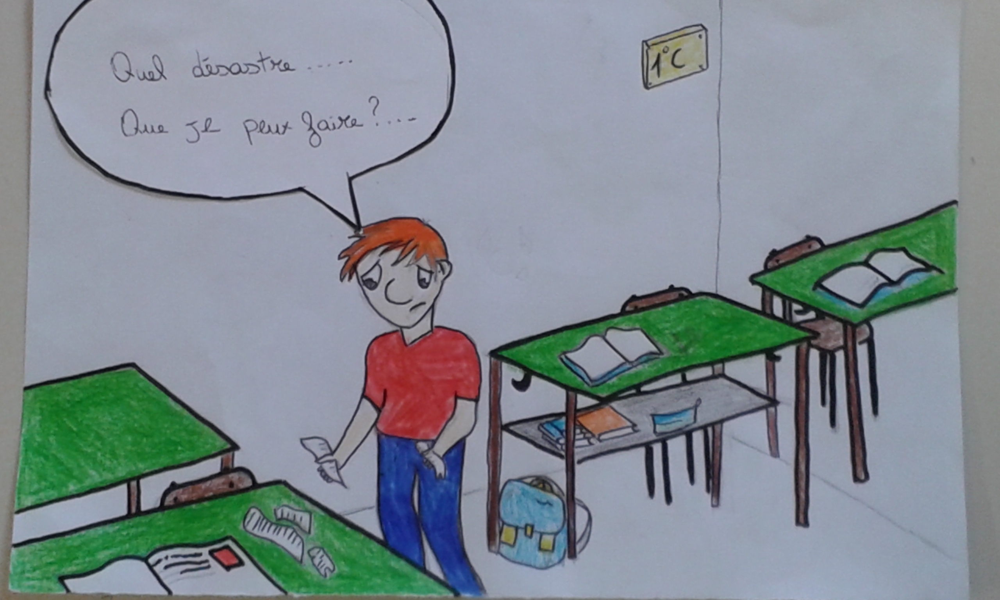 Quel désastre.....
Que je peux faire?....
1°C